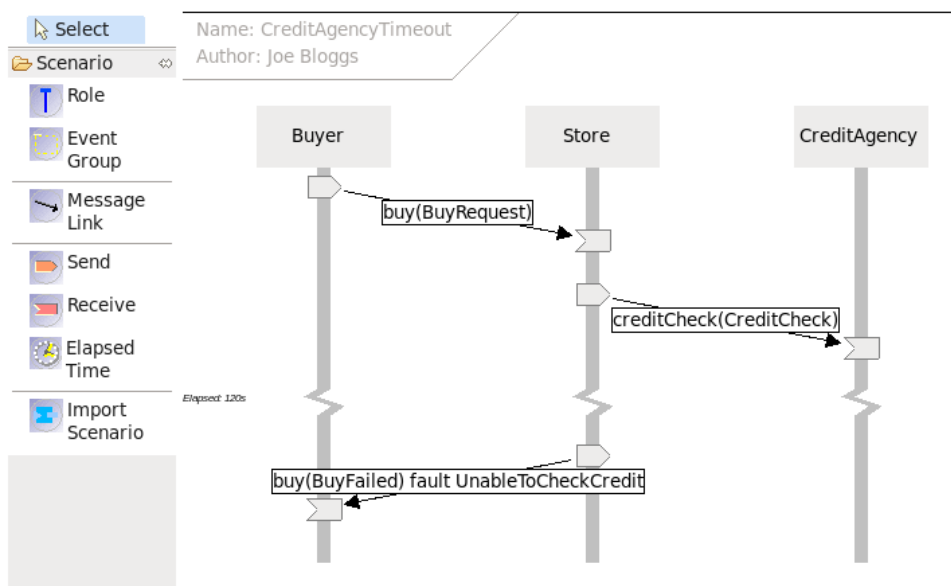 Select
Scenario
Role
Event
Group
Message
Link
Send
Receive
Elapsed
Time
Import
Scenario
Name: CreditAgencyTimeout
Author: Joe Bloggs
Buyer
Store
CreditAgency
buy(BuyRequest)
creditCheck(CreditCheck)
Elapsed: 120s
buy(BuyFailed) fault UnableToCheckCredit